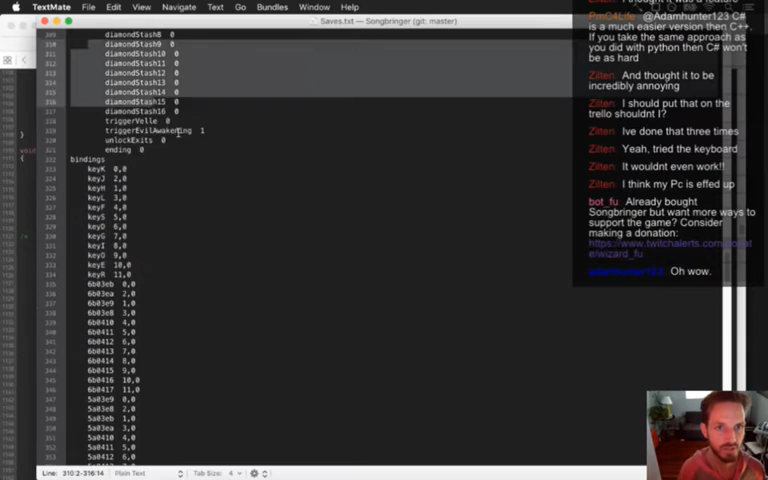 TextMate File Edit View Navigate Text Go Bundles Window Help
Saves.txt — Songbringer (git: master)
309 diamondStash8 0
310 diamondStash9 0
311 diamondStash10 0
312 diamondStash11 0
313 diamondStash12 0
314 diamondStash13 0
315 diamondStash14 0
316 diamondStash15 0
317 diamondStash16 0
318 triggerVelle 0
319 triggerEvilAwakening 1
320 unlockExits 0
321 ending 0
322 bindings
323 keyK 0,0
324 keyJ 2,0
325 keyH 1,0
326 keyL 3,0
327 keyF 4,0
328 keyS 5,0
329 keyD 6,0
330 keyG 7,0
331 keyI 8,0
332 keyO 9,0
333 keyE 10,0
334 keyR 11,0
335 6b03eb 0,0
336 6b03ea 2,0
337 6b03e9 1,0
338 6b03e8 3,0
339 6b0410 4,0
340 6b0411 5,0
341 6b0412 6,0
342 6b0413 7,0
343 6b0414 8,0
344 6b0415 9,0
345 6b0416 10,0
346 6b0417 11,0
347 5a03e9 0,0
348 5a03e8 2,0
349 5a03eb 1,0
350 5a03ea 3,0
351 5a0410 4,0
352 5a0411 5,0
353 5a0412 6,0
Line: 310:2-316:14 Plain Text Tab Size: 4
PmC4Life @Adamhunter123 C#
is a much easier version then C++.
If you take the same approach as
you did with python then C# won't
be as hard
Zilten And thought it to be
incredibly annoying
Zilten I should put that on the
trello shouldnt I?
Zilten Ive done that three times
Zilten Yeah, tried the keyboard
Zilten It wouldnt even work!!
Zilten I think my Pc is effed up
bot_fu Already bought
Songbringer but want more ways to
support the game? Consider
making a donation:
https://www.twitchalerts.com/donate/wizard_fu
adamhunter123 Oh wow.